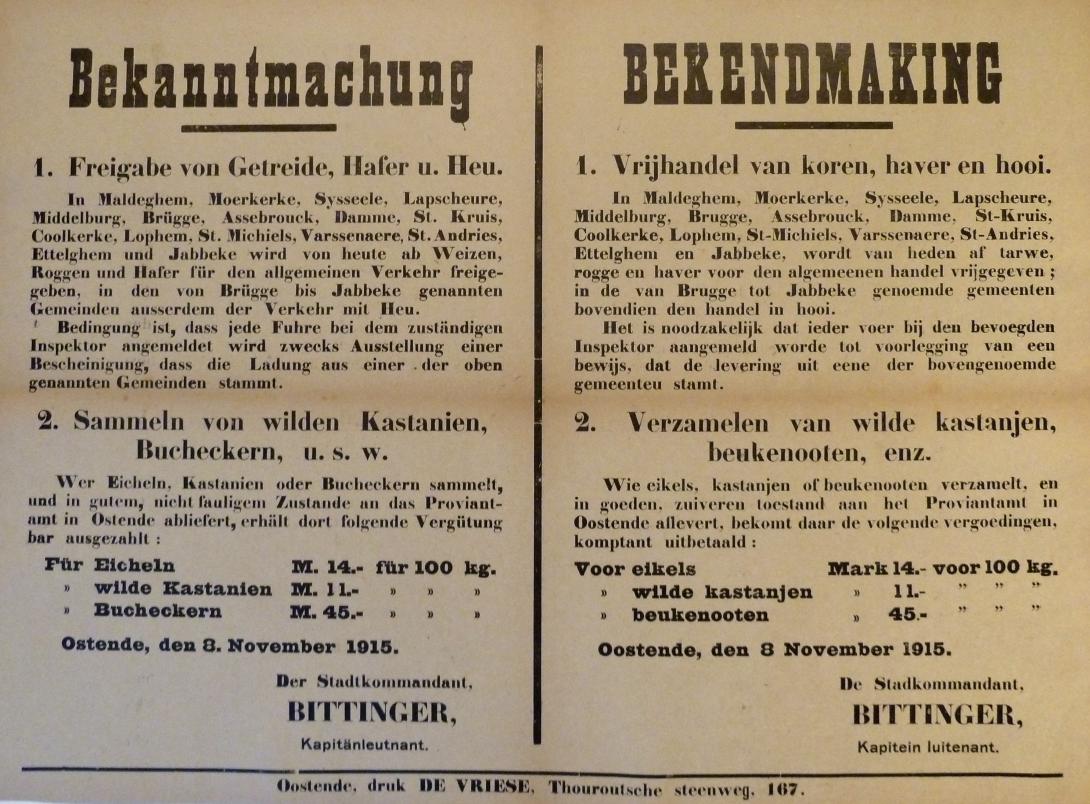 Bekanntmachung
1. Freigabe von Getreide, Hafer u. Heu.
In Maldeghem, Moerkerke, Sysseele, Lapscheure,
Middelburg, Brügge, Assebrouck, Damme, St. Kruis,
Coolkerke, Lophem, St. Michiels, Varssenaere, St. Andries,
Ettelghem und Jabbeke wird von heute ab Weizen,
Roggen und Hafer für den allgemeinen Verkehr freige-
geben, in den von Brügge bis Jabbeke genannten
Gemeinden ausserdem der Verkehr mit Heu.
Bedingung ist, dass jede Fuhre bei dem zuständigen
Inspektor angemeldet wird zwecks Ausstellung einer
Bescheinigung, dass die Ladung aus einer der oben
genannten Gemeinden stammt.
2. Sammeln von wilden Kastanien,
Bucheckern, u. s. w.
Wer Eicheln, Kastanien oder Bucheckern sammelt,
und in gutem, nicht fauligem Zustande an das Proviant-
amt in Ostende abliefert, erhält dort folgende Vergütung
bar ausgezahlt :
Für Eicheln M. 14.- für 100 kg.
» wilde Kastanien M. 11.- » » »
» Bucheckern M. 45.- » » »
Ostende, den 8. November 1915.
Der Stadtkommandant,
BITTINGER,
Kapitänleutnant.
BEKENDMAKING
1. Vrijhandel van koren, haver en hooi.
In Maldeghem, Moerkerke, Sysseele, Lapscheure,
Middelburg, Brugge, Assebrouck, Damme, St-Kruis,
Coolkerke, Lophem, St-Michiels, Varssenaere, St-Andries,
Ettelghem en Jabbeke, wordt van heden af tarwe,
rogge en haver voor den algemeenen handel vrijgegeven ;
in de van Brugge tot Jabbeke genoemde gemeenten
bovendien den handel in hooi.
Het is noodzakelijk dat ieder voer bij den bevoegden
Inspektor aangemeld worde tot voorlegging van een
bewijs, dat de levering uit eene der bovengenoemde
gemeenteu stamt.
2. Verzamelen van wilde kastanjen,
beukenooten, enz.
Wie eikels, kastanjen of beukenooten verzamelt, en
in goeden, zuiveren toestand aan het Proviantamt in
Oostende aflevert, bekomt daar de volgende vergoedingen,
komptant uitbetaald :
Voor eikels Mark 14.- voor 100 kg.
» wilde kastanjen » 11.- ” ” ”
» beukenooten » 45.- ” ” ”
Oostende, den 8 November 1915.
De Stadkommandant,
BITTINGER,
Kapitein luitenant.
Oostende, druk DE VRIESE, Thouroutsche steenweg, 167.